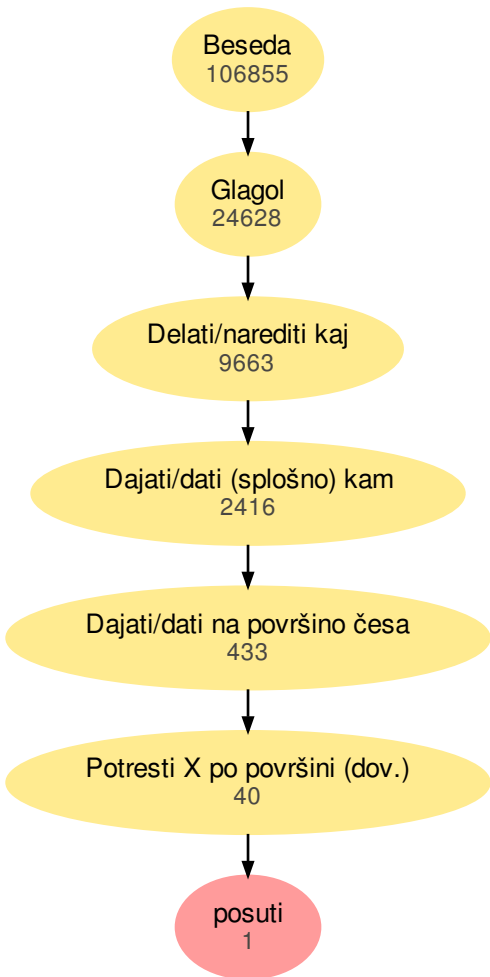 Beseda
106855
Glagol
24628
Delati/narediti kaj
9663
Dajati/dati (splošno) kam
2416
Dajati/dati na površino česa
433
Potresti X po površini (dov.)
40
posuti
1